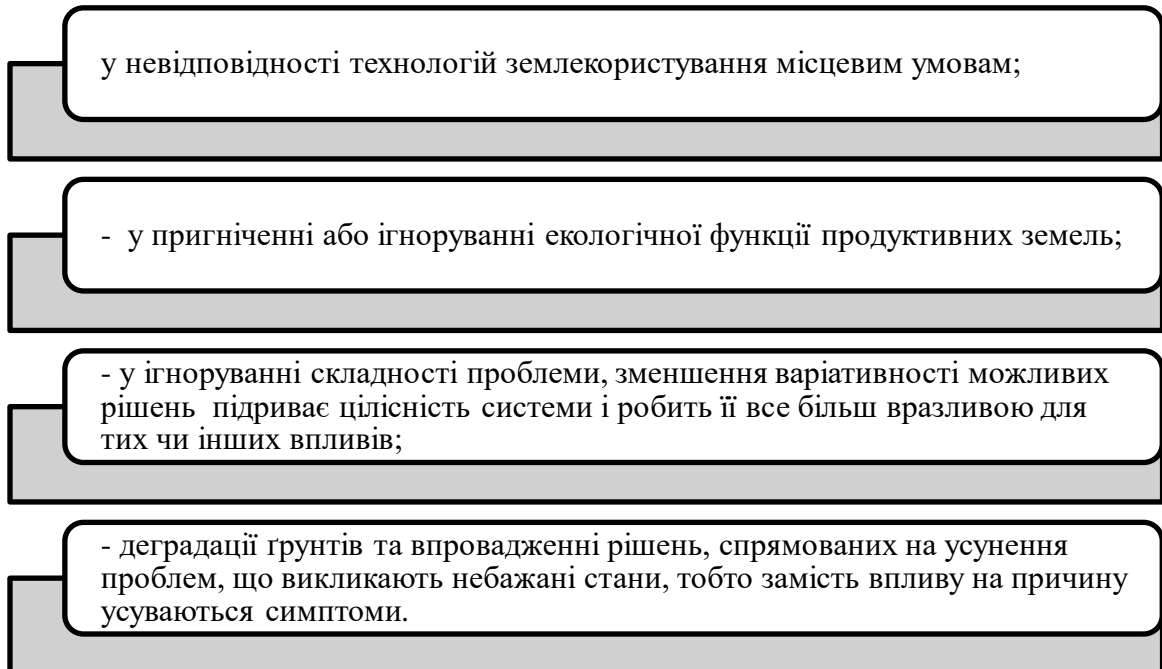 у невідповідності технологій землекористування місцевим умовам;
- у пригніченні або ігноруванні екологічної функції продуктивних земель;
- у ігноруванні складності проблеми, зменшення варіативності можливих
рішень підриває цілісність системи і робить її все більш вразливою для
тих чи інших впливів;
- деградації ґрунтів та впровадженні рішень, спрямованих на усунення
проблем, що викликають небажані стани, тобто замість впливу на причину
усуваються симптоми.